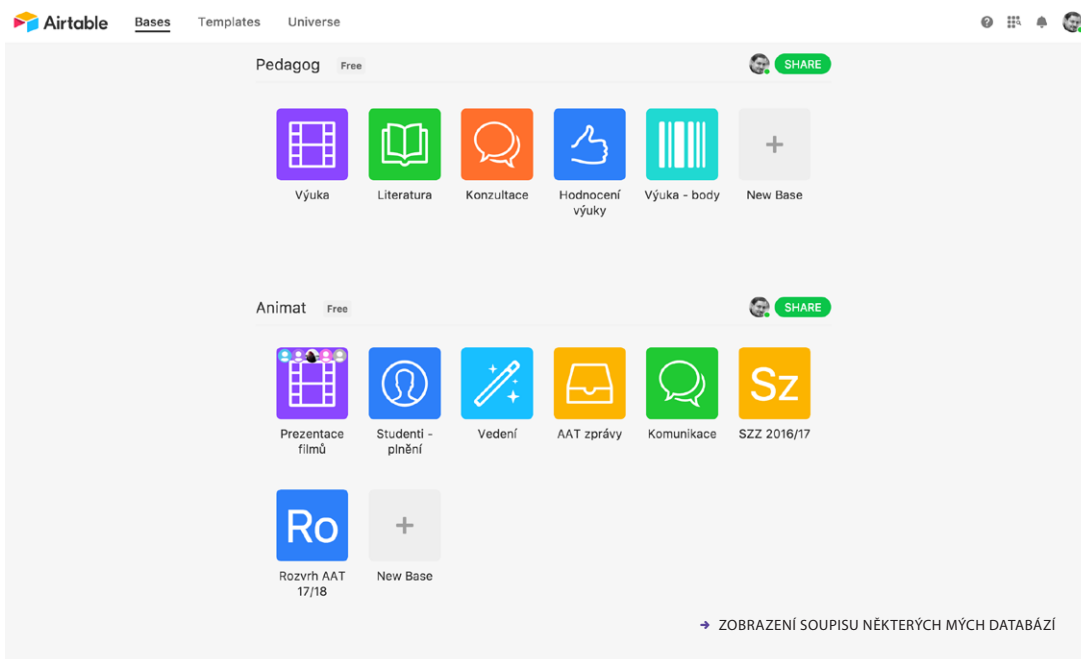 Airtable Bases Templates Universe
Pedagog Free SHARE
Výuka Literatura Konzultace Hodnocení výuky Výuka - body New Base
Animat Free SHARE
Prezentace filmů Studenti - plnění Vedení AAT zprávy Komunikace Sz SZZ 2016/17
Ro Rozvrh AAT 17/18 New Base
→ ZOBRAZENÍ SOUPISU NĚKTERÝCH MÝCH DATABÁZÍ